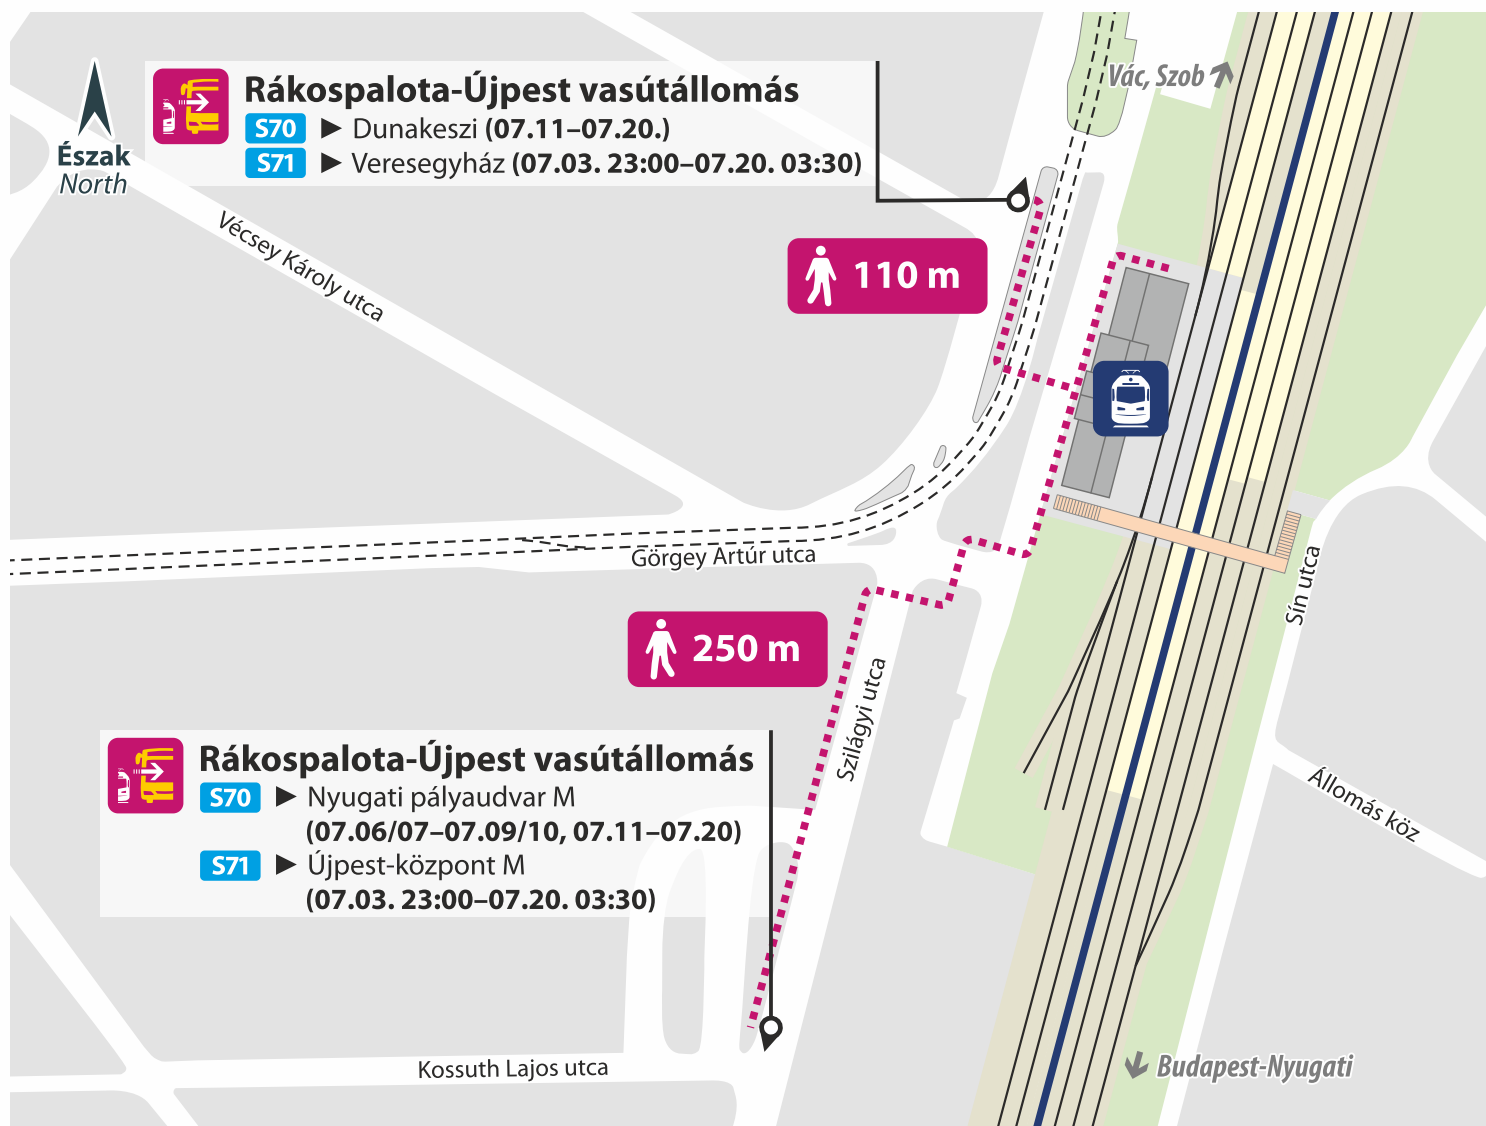 Vác, Szob
Rákospalota-Újpest vasútállomás
S70 ► Dunakeszi (07.11–07.20.)
S71 ► Veresegyház (07.03. 23:00–07.20. 03:30)
Észak
North
Vécsey Károly utca
110 m
Görgey Artúr utca
Sín utca
250 m
Szilágyi utca
Rákospalota-Újpest vasútállomás
S70 ► Nyugati pályaudvar M
(07.06/07–07.09/10, 07.11–07.20)
S71 ► Újpest-központ M
(07.03. 23:00–07.20. 03:30)
Állomás köz
Kossuth Lajos utca
Budapest-Nyugati